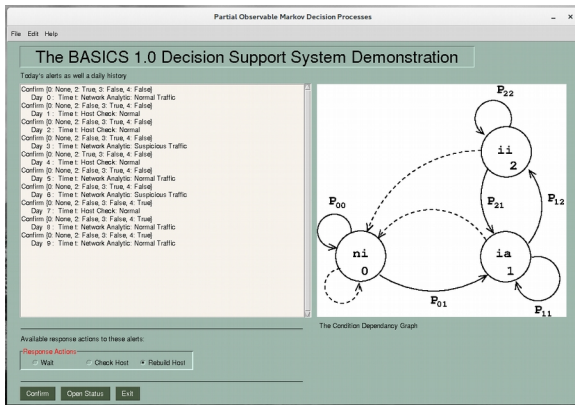 Partial Observable Markov Decision Processes
File Edit Help
The BASICS 1.0 Decision Support System Demonstration
Today's alerts as well a daily history
Confirm [0: None, 2: True, 3: False, 4: False]
Day 0 : Time t: Network Analytic: Normal Traffic
Confirm [0: None, 2: False, 3: True, 4: False]
Day 1 : Time t: Host Check: Normal
Confirm [0: None, 2: False, 3: True, 4: False]
Day 2 : Time t: Host Check: Normal
Confirm [0: None, 2: False, 3: True, 4: False]
Day 3 : Time t: Network Analytic: Suspicious Traffic
Confirm [0: None, 2: True, 3: False, 4: False]
Day 4 : Time t: Host Check: Normal
Confirm [0: None, 2: False, 3: True, 4: False]
Day 5 : Time t: Network Analytic: Normal Traffic
Confirm [0: None, 2: False, 3: True, 4: False]
Day 6 : Time t: Network Analytic: Suspicious Traffic
Confirm [0: None, 2: True, 3: False, 4: False]
Day 7 : Time t: Host Check: Normal
Confirm [0: None, 2: False, 3: False, 4: True]
Day 8 : Time t: Network Analytic: Normal Traffic
Confirm [0: None, 2: False, 3: False, 4: True]
Day 9 : Time t: Network Analytic: Normal Traffic
P22
ii
2
P21
P12
P00
ni
0
ia
1
P01
P11
The Condition Dependancy Graph
Available response actions to these alerts:
Response Actions
Wait Check Host Rebuild Host
Confirm Open Status Exit